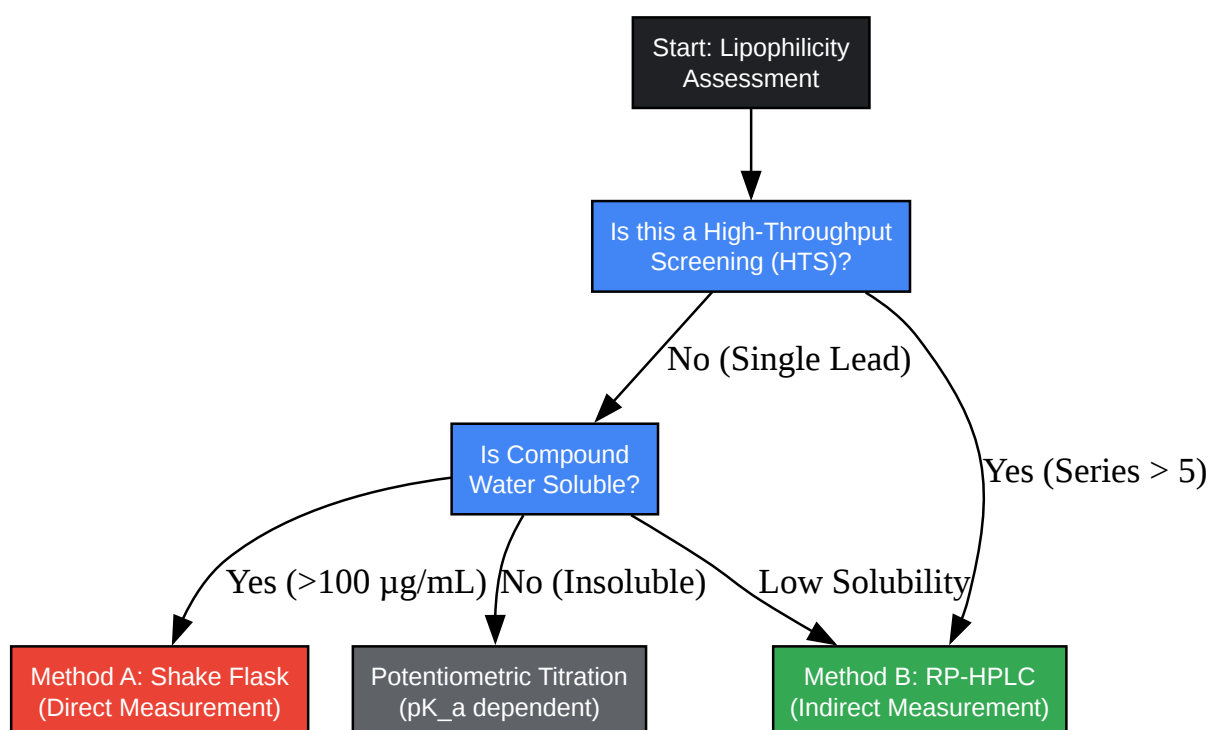 Start: Lipophilicity
Assessment
Is this a High-Throughput
Screening (HTS)?
No (Single Lead)
Yes (Series > 5)
Is Compound
Water Soluble?
Yes (>100 µg/mL)
No (Insoluble)
Low Solubility
Method A: Shake Flask
(Direct Measurement)
Potentiometric Titration
(pK_a dependent)
Method B: RP-HPLC
(Indirect Measurement)